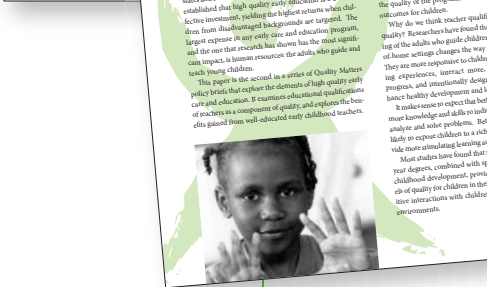 established that high quality early education is a
fective investment, yielding the highest returns when chil-
dren from disadvantaged backgrounds are targeted. The
largest expense in any early care and education program,
and the one that research has shown has the most signifi-
cant impact, is human resources: the adults who guide and
teach young children.
This paper is the second in a series of Quality Matters
policy briefs that explore the elements of high quality early
care and education. It examines educational qualifications
of teachers as a component of quality, and explores the ben-
efits gained from well-educated early childhood teachers.
the quality of the
outcomes for children.
Why do we think teacher qualifi
quality? Researchers have found tho
ing of the adults who guide children
of-home settings changes the way
They are more responsive to childre
ing experiences, interact more,
progress, and intentionally design
hance healthy development and l
It makes sense to expect that bett
more knowledge and skills to indi
analyze and solve problems. Bet
likely to expose children to a rich
vide more stimulating learning ac
Most studies have found that
year degrees, combined with sp
childhood development, provid
els of quality for children in the
itive interactions with childre
environments.